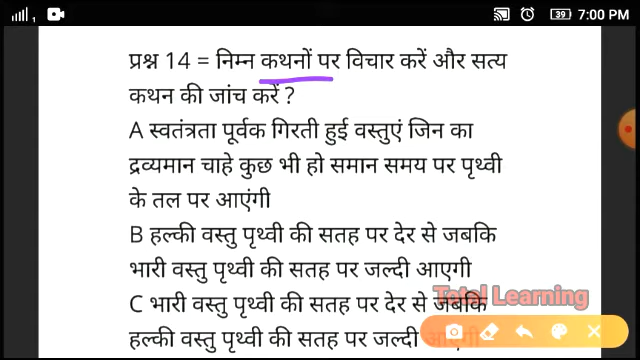 39 7:00 PM
प्रश्न 14 = निम्न कथनों पर विचार करें और सत्य
कथन की जांच करें ?
A स्वतंत्रता पूर्वक गिरती हुई वस्तुएं जिन का
द्रव्यमान चाहे कुछ भी हो समान समय पर पृथ्वी
के तल पर आएंगी
B हल्की वस्तु पृथ्वी की सतह पर देर से जबकि
भारी वस्तु पृथ्वी की सतह पर जल्दी आएगी
Total Learning
C भारी वस्तु पृथ्वी की सतह पर देर से जबकि
हल्की वस्तु पृथ्वी की सतह पर जल्दी आएंगी